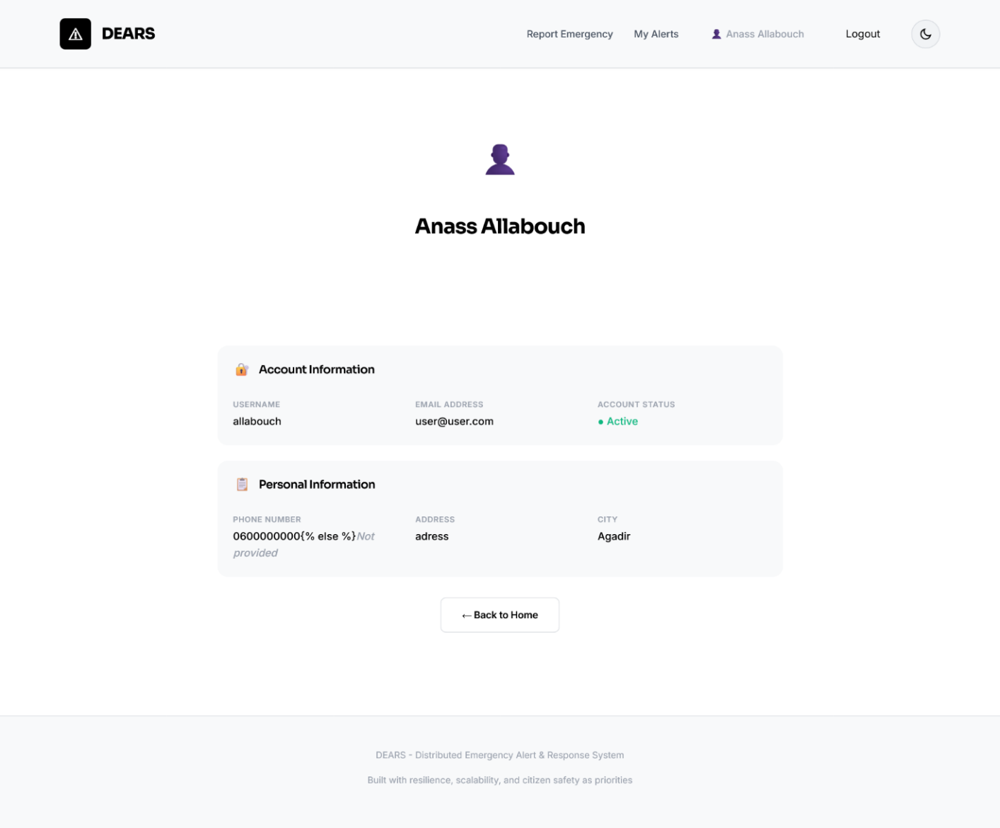 DEARS
Report Emergency
My Alerts
Anass Allabouch
Logout
Anass Allabouch
Account Information
USERNAME
allabouch
EMAIL ADDRESS
user@user.com
ACCOUNT STATUS
● Active
Personal Information
PHONE NUMBER
0600000000{% else %}Not
provided
ADDRESS
adress
CITY
Agadir
← Back to Home
DEARS - Distributed Emergency Alert & Response System
Built with resilience, scalability, and citizen safety as priorities